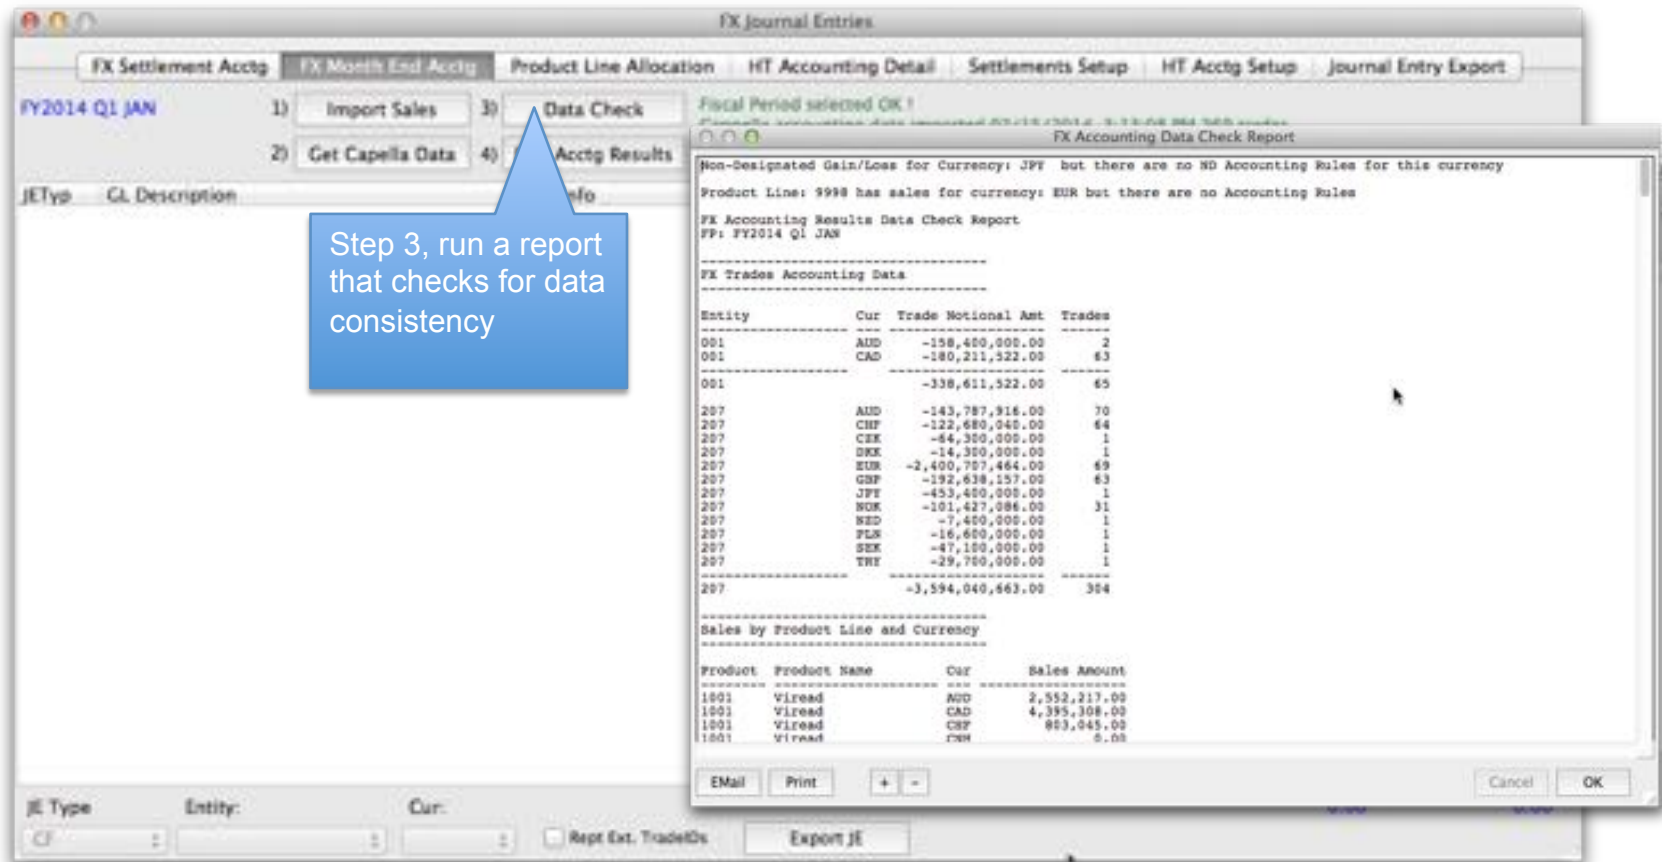 FX Journal Entries
FX Settlement Acctg FX Month End Acctg Product Line Allocation HT Accounting Detail Settlements Setup HT Acctg Setup Journal Entry Export
FY2014 Q1 JAN 1) Import Sales 3) Data Check
Fiscal Period selected OK !
2) Get Capella Data 4) Acctg Results
JETyp GL Description nfo
Step 3, run a report
that checks for data
consistency
FX Accounting Data Check Report
Non-Designated Gain/Loss for Currency: JPY but there are no ND Accounting Rules for this currency
Product Line: 9998 has sales for currency: EUR but there are no Accounting Rules
FX Accounting Results Data Check Report
FP: FY2014 Q1 JAN
FX Trades Accounting Data
Entity Cur Trade Notional Amt Trades
001 AUD -158,400,000.00 2
001 CAD -180,211,522.00 63
001 -338,611,522.00 65
207 AUD -143,787,916.00 70
207 CHF -122,680,040.00 64
207 CZK -64,300,000.00 1
207 DKK -14,300,000.00 1
207 EUR -2,400,707,464.00 69
207 GBP -192,638,157.00 63
207 JPY -453,400,000.00 1
207 NOK -101,427,086.00 31
207 NZD -7,400,000.00 1
207 PLN -16,600,000.00 1
207 SEK -47,100,000.00 1
207 TRY -29,700,000.00 1
207 -3,594,040,663.00 304
Sales by Product Line and Currency
Product Product Name Cur Sales Amount
1001 Viread AUD 2,552,217.00
1001 Viread CAD 4,395,308.00
1001 Viread CHF 803,045.00
1001 Viread 0.00
EMail Print + - Cancel OK
JE Type Entity: Cur:
CF Rept Ext. TradeIDs Export JE